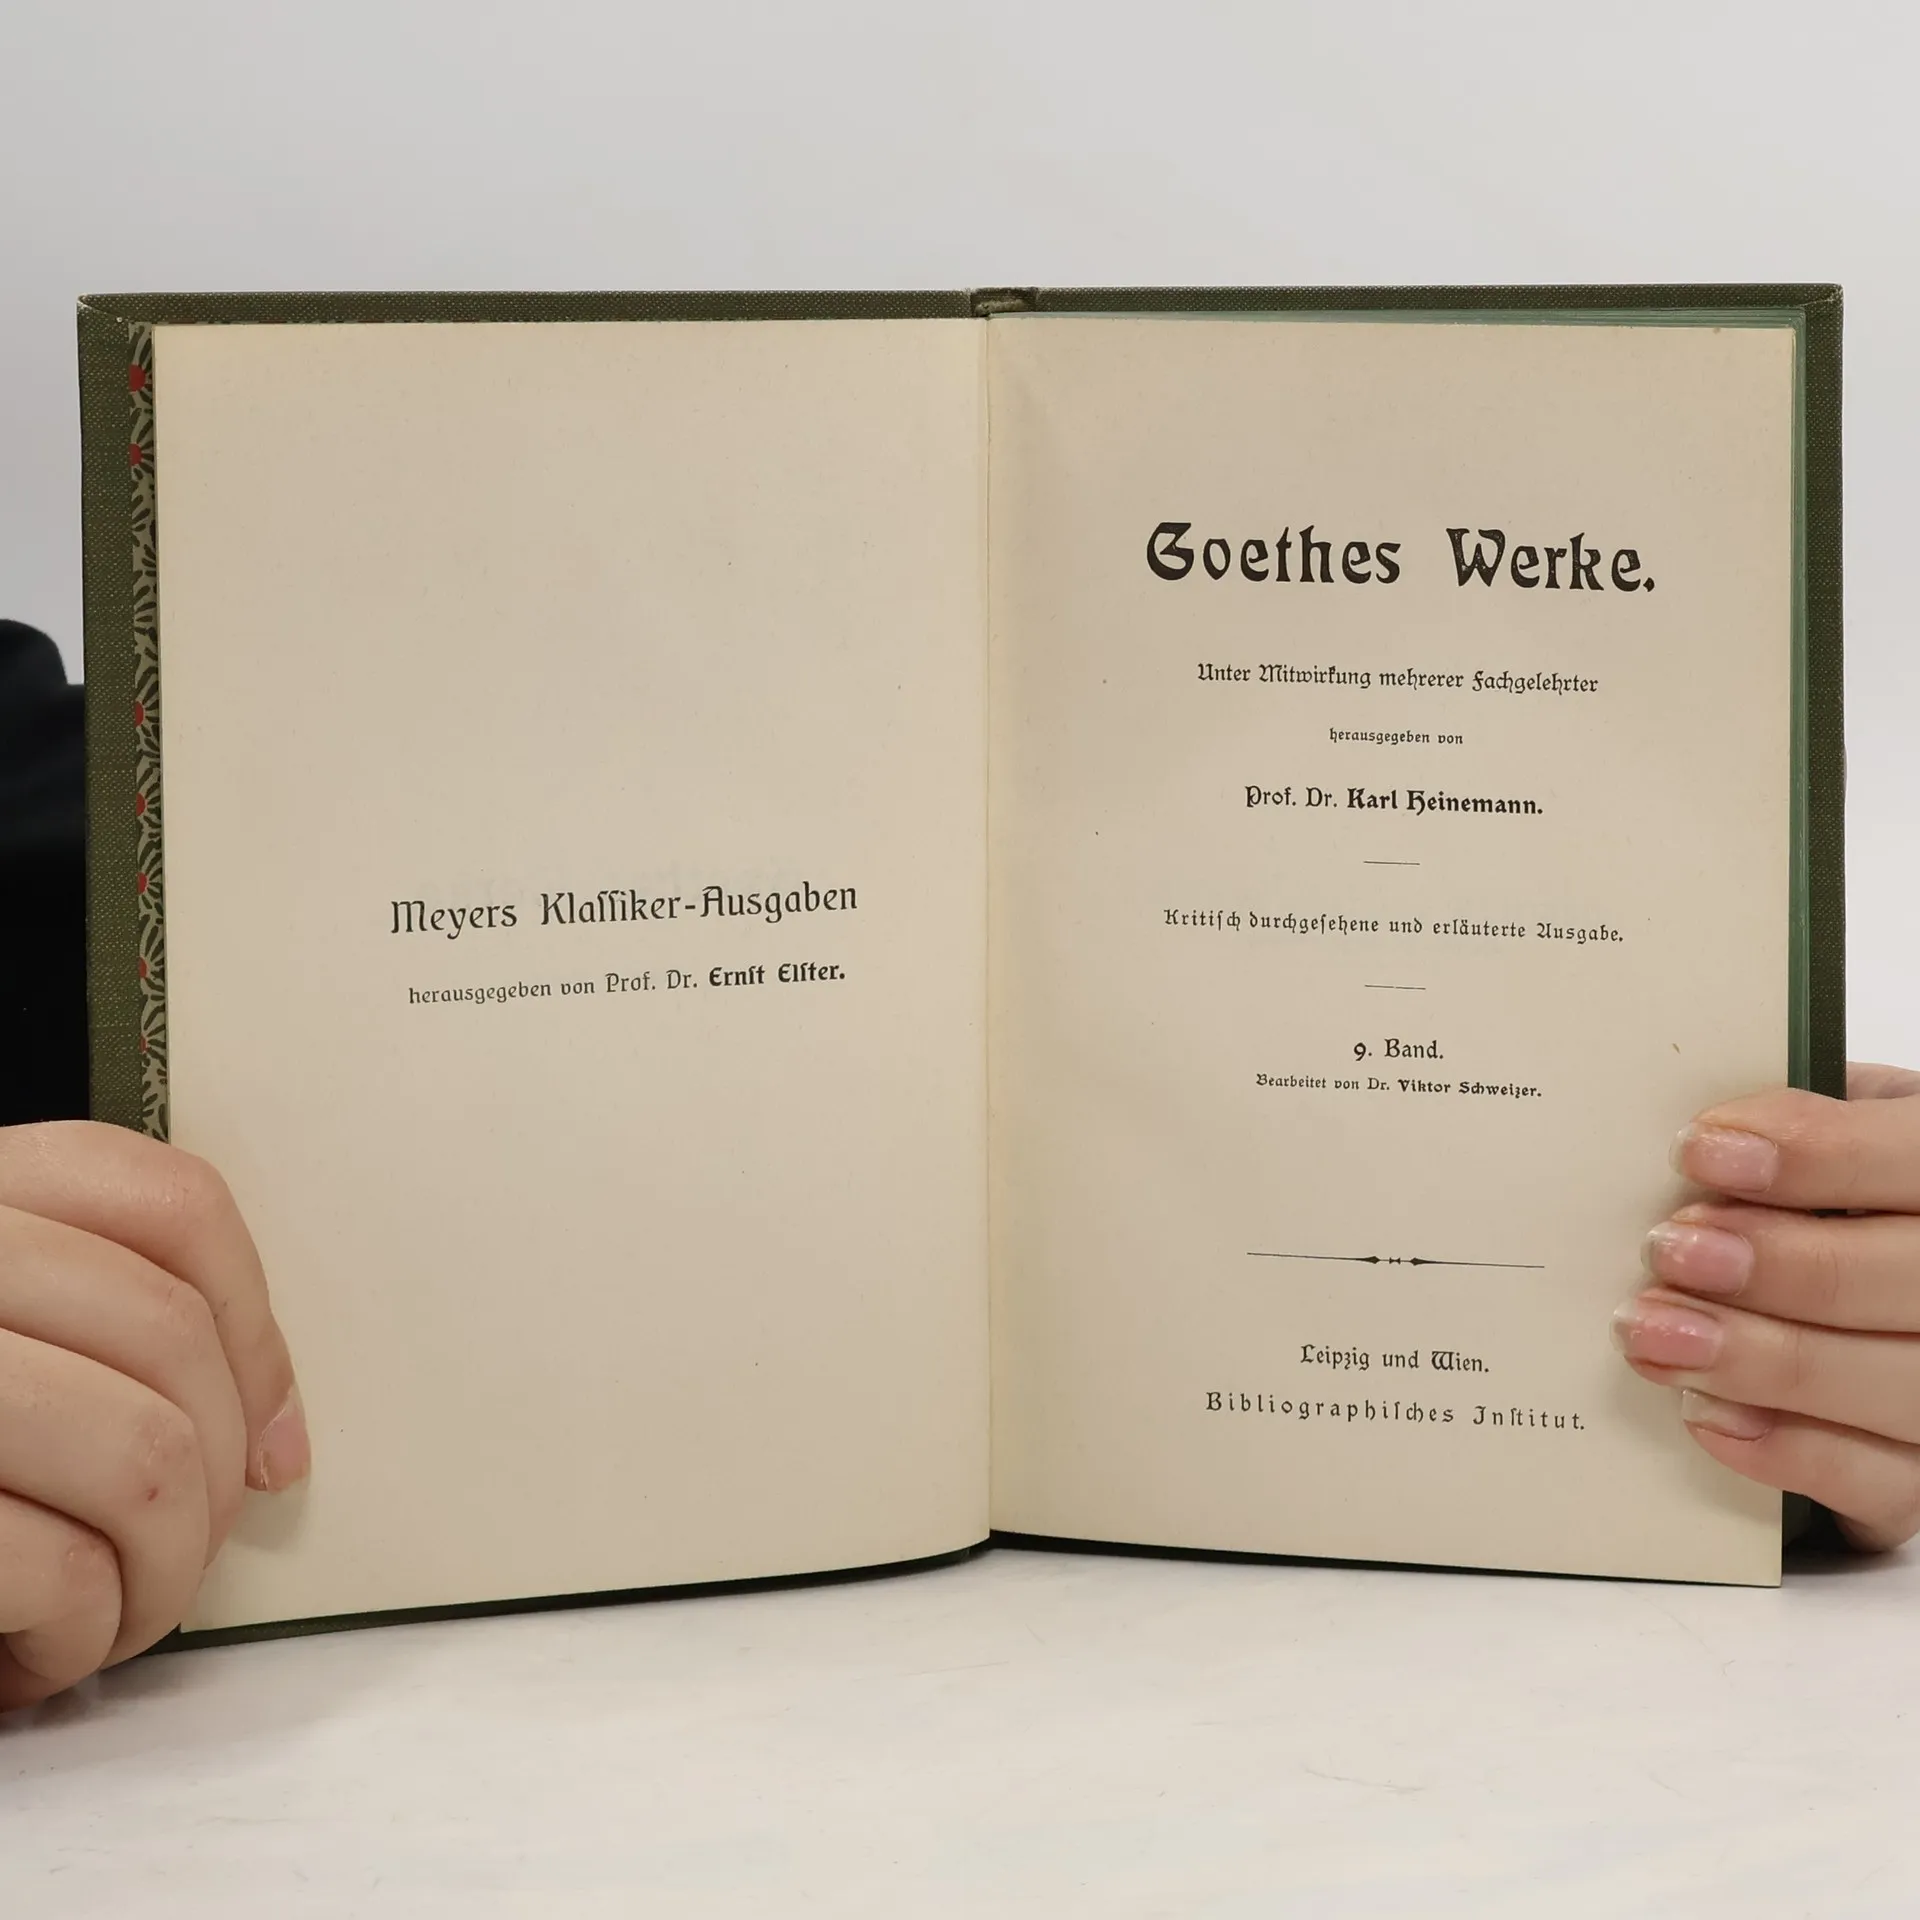 Meyers Klaſſiker-Ausgaben
herausgegeben von Prof. Dr. Ernſt Elſter.
Goethes Werke.
Unter Mitwirkung mehrerer Fachgelehrter
herausgegeben von
Prof. Dr. Karl Heinemann.
Kritiſch durchgeſehene und erläuterte Ausgabe.
9. Band.
Bearbeitet von Dr. Viktor Schweizer.
Leipzig und Wien.
Bibliographiſches Inſtitut.